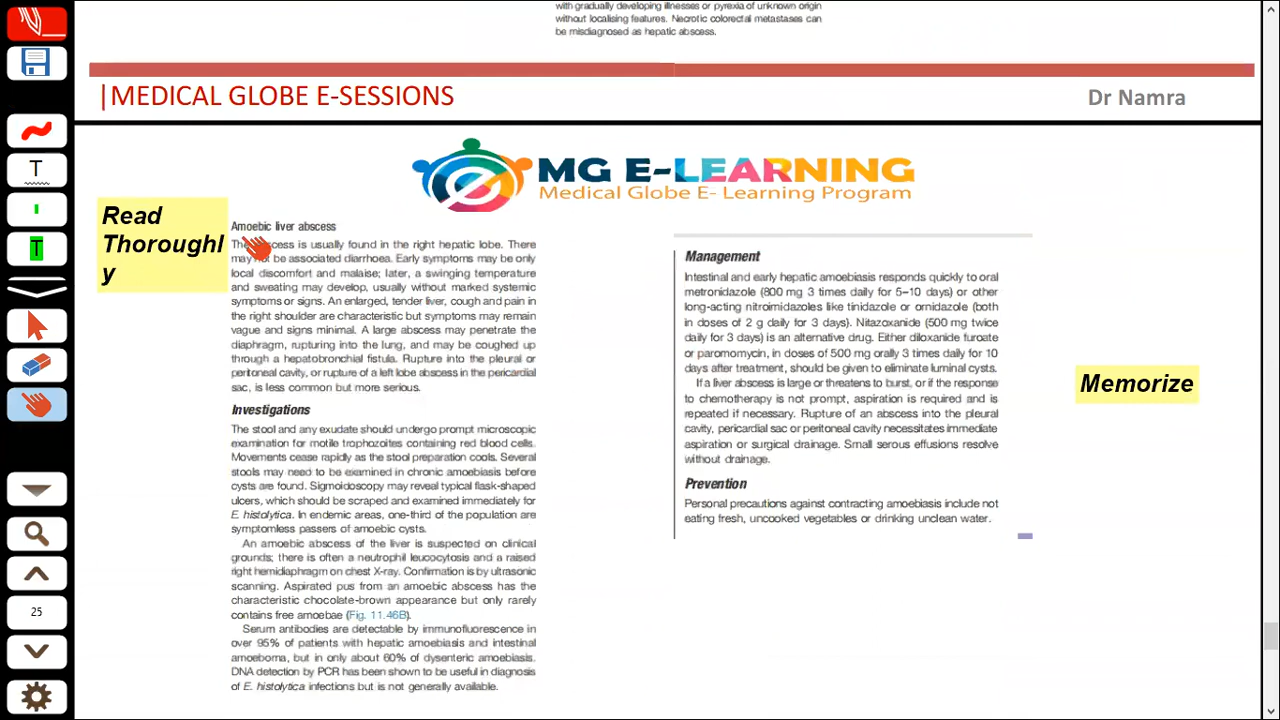 with gradually developing illnesses or pyrexia of unknown origin
without localising features. Necrotic colorectal metastases can
be misdiagnosed as hepatic abscess.
|MEDICAL GLOBE E-SESSIONS
Dr Namra
MG E-LEARNING
Medical Globe E- Learning Program
Read
Thoroughl
y
Amoebic liver abscess
is usually found in the right hepatic lobe. There
be associated diarrhoea. Early symptoms may be only
local discomfort and malaise; later, a swinging temperature
and sweating may develop, usually without marked systemic
symptoms or signs. An enlarged, tender liver, cough and pain in
the right shoulder are characteristic but symptoms may remain
vague and signs minimal. A large abscess may penetrate the
diaphragm, rupturing into the lung, and may be coughed up
through a hepatobronchial fistula. Rupture into the pleural or
peritoneal cavity, or rupture of a left lobe abscess in the pericardial
sac, is less common but more serious.
Investigations
The stool and any exudate should undergo prompt microscopic
examination for motile trophozoites containing red blood cells.
Movements cease rapidly as the stool preparation cools. Several
stools may need to be examined in chronic amoebiasis before
cysts are found. Sigmoidoscopy may reveal typical flask-shaped
ulcers, which should be scraped and examined immediately for
E. histolytica. In endemic areas, one-third of the population are
symptomless passers of amoebic cysts.
An amoebic abscess of the liver is suspected on clinical
grounds; there is often a neutrophil leucocytosis and a raised
right hemidiaphragm on chest X-ray. Confirmation is by ultrasonic
scanning. Aspirated pus from an amoebic abscess has the
characteristic chocolate-brown appearance but only rarely
contains free amoebae (Fig. 11.46B).
Serum antibodies are detectable by immunofluorescence in
over 95% of patients with hepatic amoebiasis and intestinal
amoeboma, but in only about 60% of dysenteric amoebiasis.
DNA detection by PCR has been shown to be useful in diagnosis
of E. histolytica infections but is not generally available.
Management
Intestinal and early hepatic amoebiasis responds quickly to oral
metronidazole (800 mg 3 times daily for 5–10 days) or other
long-acting nitroimidazoles like tinidazole or ornidazole (both
in doses of 2 g daily for 3 days). Nitazoxanide (500 mg twice
daily for 3 days) is an alternative drug. Either diloxanide furoate
or paromomycin, in doses of 500 mg orally 3 times daily for 10
days after treatment, should be given to eliminate luminal cysts.
If a liver abscess is large or threatens to burst, or if the response
to chemotherapy is not prompt, aspiration is required and is
repeated if necessary. Rupture of an abscess into the pleural
cavity, pericardial sac or peritoneal cavity necessitates immediate
aspiration or surgical drainage. Small serous effusions resolve
without drainage.
Prevention
Personal precautions against contracting amoebiasis include not
eating fresh, uncooked vegetables or drinking unclean water.
Memorize
T
T
25